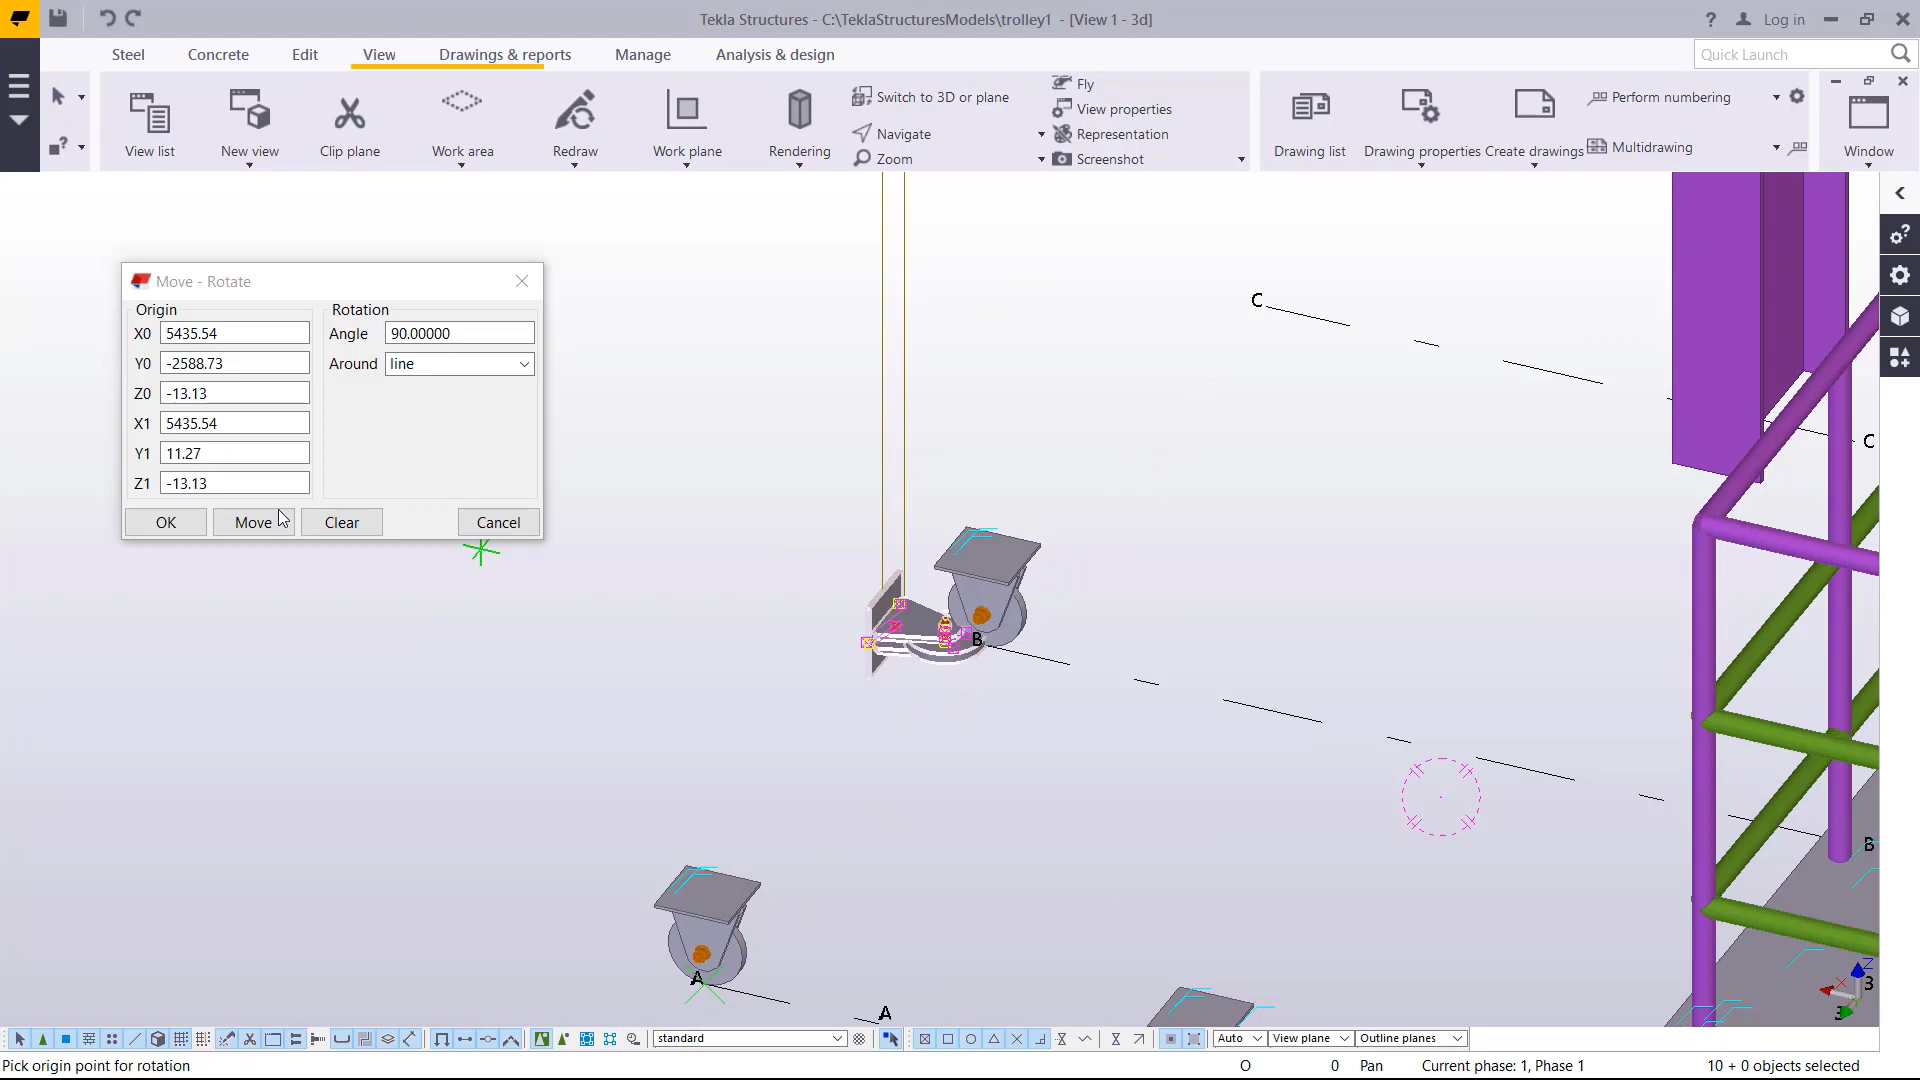 Tekla Structures - C:\TeklaStructuresModels\trolley1 - [View 1 - 3d]
? Log in
Steel Concrete Edit View Drawings & reports Manage Analysis & design
Quick Launch
Fly
Switch to 3D or plane
View properties
Perform numbering
Navigate
Representation
View list New view Clip plane Work area Redraw Work plane Rendering
Zoom
Screenshot
Drawing list Drawing properties Create drawings
Multidrawing
Window
Move - Rotate
Origin Rotation
X0 5435.54 Angle 90.00000
Y0 -2588.73 Around line
Z0 -13.13
X1 5435.54
Y1 11.27
Z1 -13.13
OK Move Clear Cancel
C
C
B
B
A
A
Z
X
3
3
standard
Auto View plane Outline planes
Pick origin point for rotation O 0 Pan Current phase: 1, Phase 1 10 + 0 objects selected